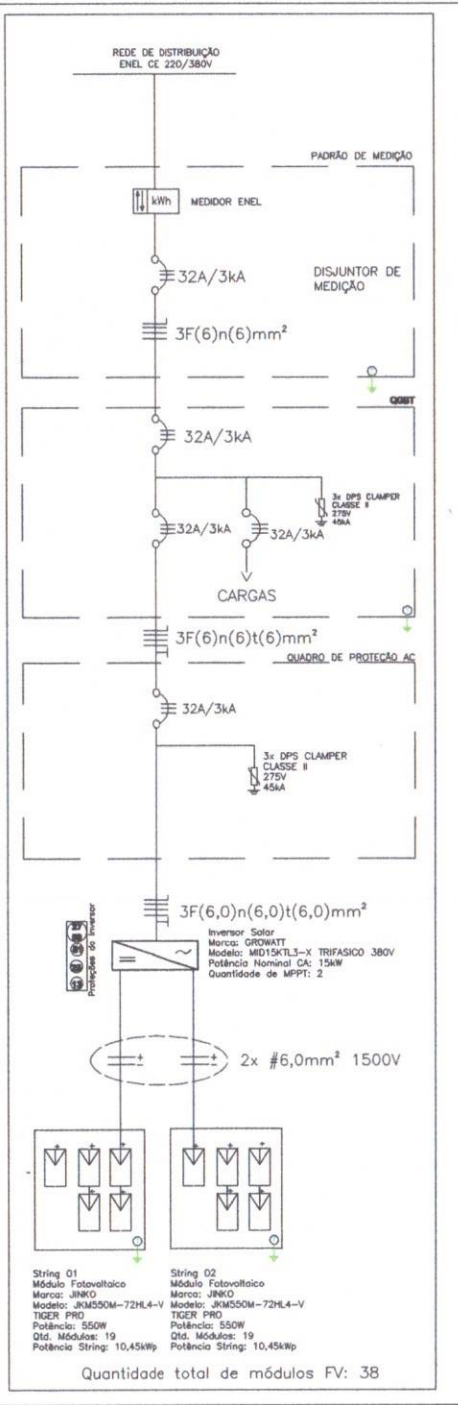 REDE DE DISTRIBUIÇÃO
ENEL CE 220/380V
PADRÃO DE MEDIÇÃO
kWh
MEDIDOR ENEL
32A/3kA
DISJUNTOR DE
MEDIÇÃO
3F(6)n(6)mm²
QGBT
32A/3kA
3x DPS CLAMPER
CLASSE II
275V
45kA
32A/3kA
32A/3kA
CARGAS
3F(6)n(6)t(6)mm²
QUADRO DE PROTEÇÃO AC
32A/3kA
3x DPS CLAMPER
CLASSE II
275V
45kA
3F(6,0)n(6,0)t(6,0)mm²
Proteções do Inversor
Inversor Solar
Marca: GROWATT
Modelo: MID15KTL3-X TRIFASICO 380V
Potência Nominal CA: 15kW
Quantidade de MPPT: 2
2x #6,0mm² 1500V
String 01
Módulo Fotovoltaico
Marca: JINKO
Modelo: JKM550M-72HL4-V
TIGER PRO
Potência: 550W
Qtd. Módulos: 19
Potência String: 10,45kWp
String 02
Módulo Fotovoltaico
Marca: JINKO
Modelo: JKM550M-72HL4-V
TIGER PRO
Potência: 550W
Qtd. Módulos: 19
Potência String: 10,45kWp
Quantidade total de módulos FV: 38